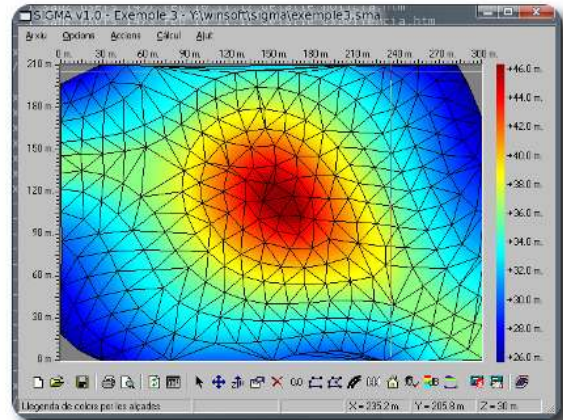 SIGMA v1.0 - Exemple 3 - Y:\winsoft\sigma\exemple3.sma
Arxiu Opcions Accions Càlcul Ajut
0 m. 30 m. 60 m. 90 m. 120 m. 150 m. 180 m. 210 m. 240 m. 270 m. 300 m.
210 m.
180 m.
150 m.
120 m.
90 m.
60 m.
30 m.
0 m.
+46.0 m.
+44.0 m.
+42.0 m.
+40.0 m.
+38.0 m.
+36.0 m.
+34.0 m.
+32.0 m.
+30.0 m.
+28.0 m.
+26.0 m.
Llegenda de colors per les alçades
X = 235.2 m Y = 205.8 m Z = 30 m